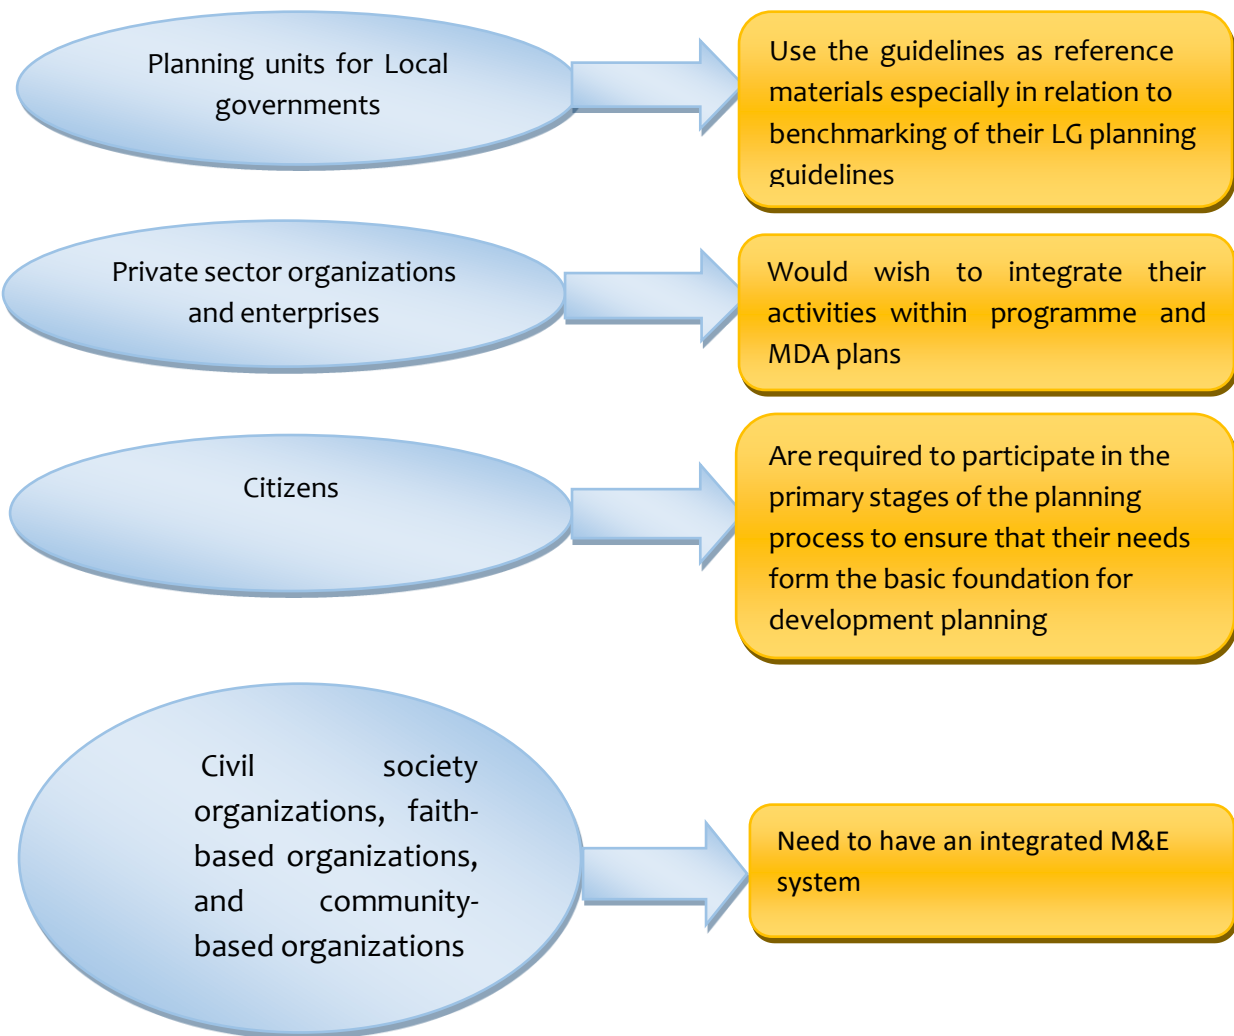 Planning units for Local
governments
Use the guidelines as reference
materials especially in relation to
benchmarking of their LG planning
guidelines
Private sector organizations
and enterprises
Would wish to integrate their
activities within programme and
MDA plans
Citizens
Are required to participate in the
primary stages of the planning
process to ensure that their needs
form the basic foundation for
development planning
Civil society
organizations, faith-
based organizations,
and community-
based organizations
Need to have an integrated M&E
system